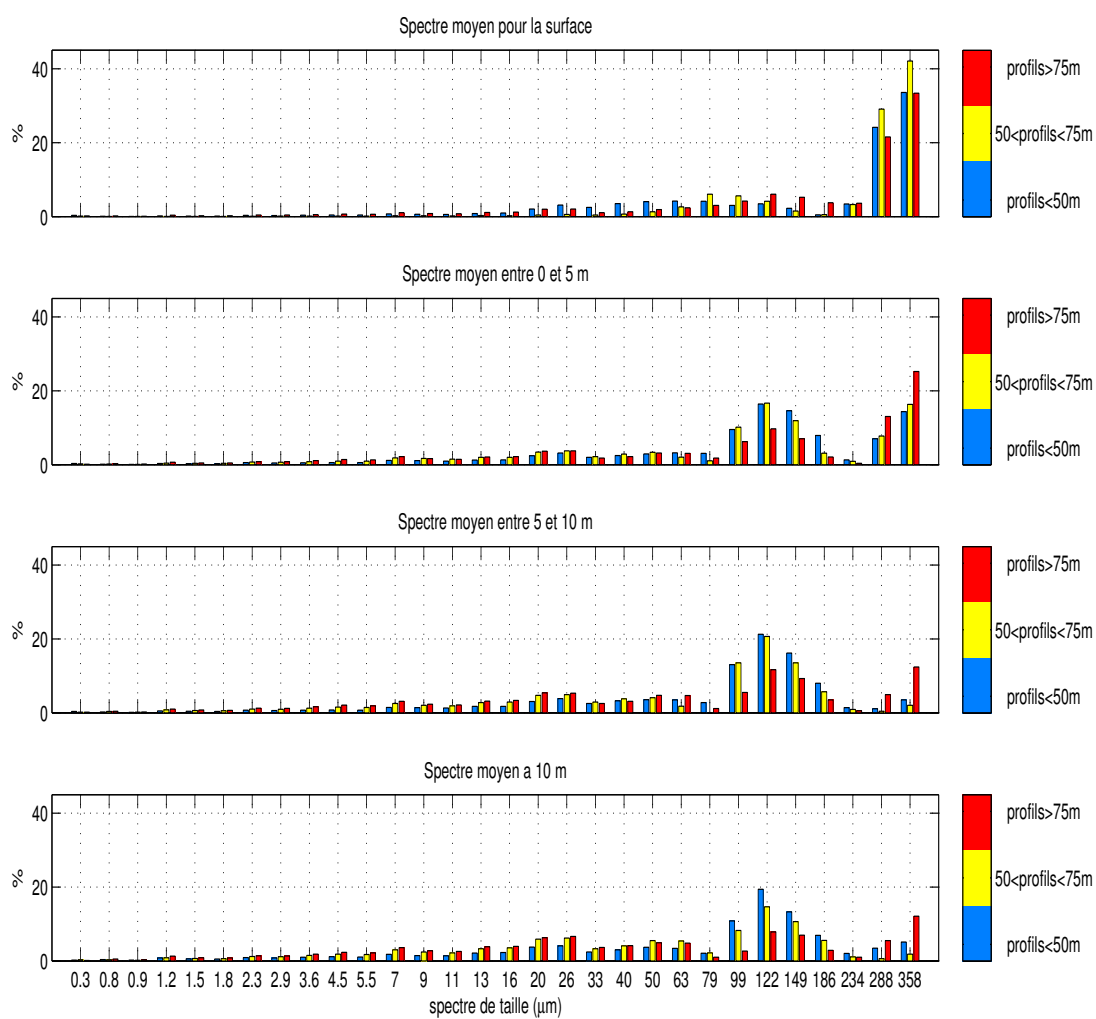 Spectre moyen pour la surface
40
20
0
%
profils>75m
50<profils<75m
profils<50m
Spectre moyen entre 0 et 5 m
40
20
0
%
profils>75m
50<profils<75m
profils<50m
Spectre moyen entre 5 et 10 m
40
20
0
%
profils>75m
50<profils<75m
profils<50m
Spectre moyen a 10 m
40
20
0
%
profils>75m
50<profils<75m
profils<50m
0.3 0.8 0.9 1.2 1.5 1.8 2.3 2.9 3.6 4.5 5.5 7 9 11 13 16 20 26 33 40 50 63 79 99 122 149 186 234 288 358
spectre de taille (μm)